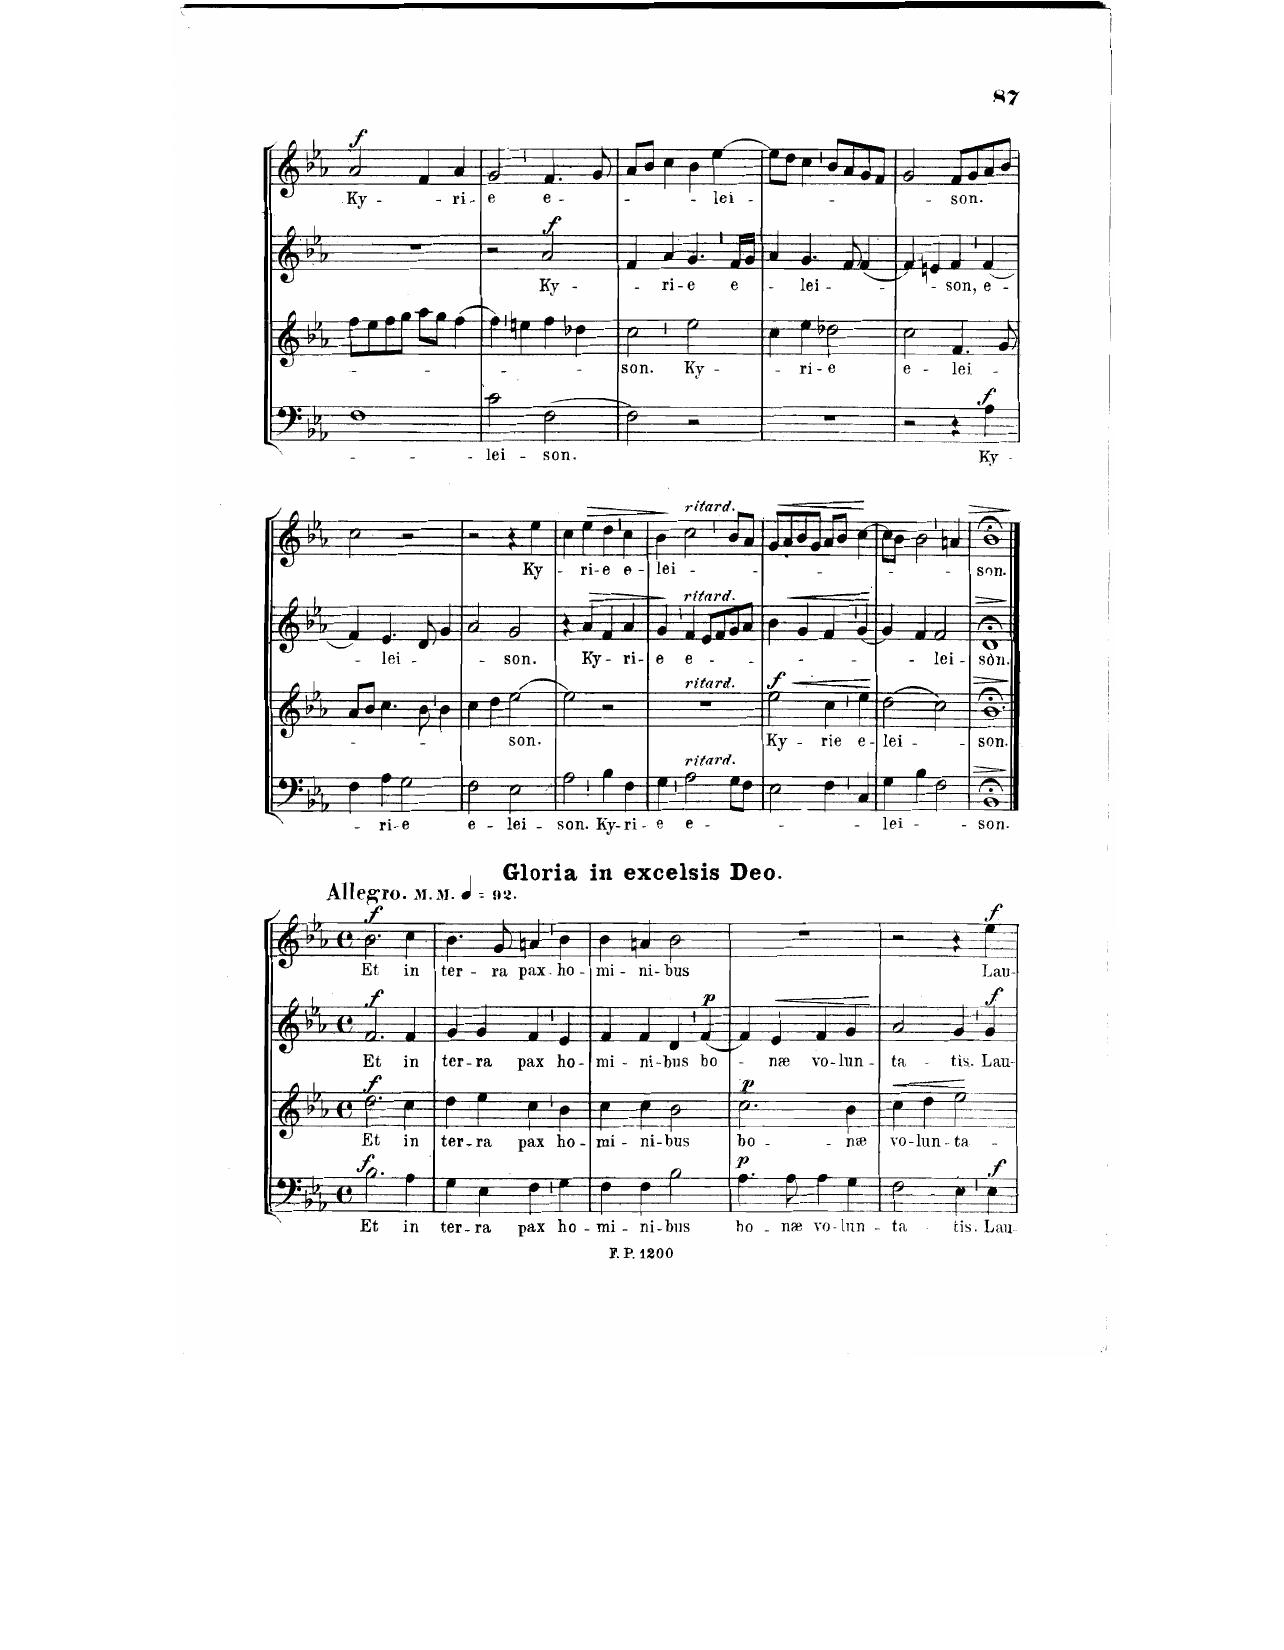 87
f
Ky - - ri - e e - - - - lei - - - - - son.
f
Ky - - ri - e e - - lei - - - - son, e -
- - - - - - son. Ky - - ri - e e - lei -
f
- - - lei - son. Ky -
ritard.
Ky - ri - e e - lei - - - - - - - - son.
ritard.
- lei - - - son. Ky - ri - e e - - - - - - lei - son.
ritard. f
- - - - son. Ky - rie e - lei - - son.
ritard.
- ri - e e - lei - son. Ky - ri - e e - - - - lei - - son.
Gloria in excelsis Deo.
Allegro. M. M. ♩ = 92.
f f
Et in ter - ra pax ho - mi - ni - bus Lau -
f p f
Et in ter - ra pax ho - mi - ni - bus bo - næ vo - lun - ta - tis. Lau -
f p
Et in ter - ra pax ho - mi - ni - bus bo - - næ vo - lun - ta -
f p f
Et in ter - ra pax ho - mi - ni - bus bo - næ vo - lun - ta tis. Lau -
F. P. 1200